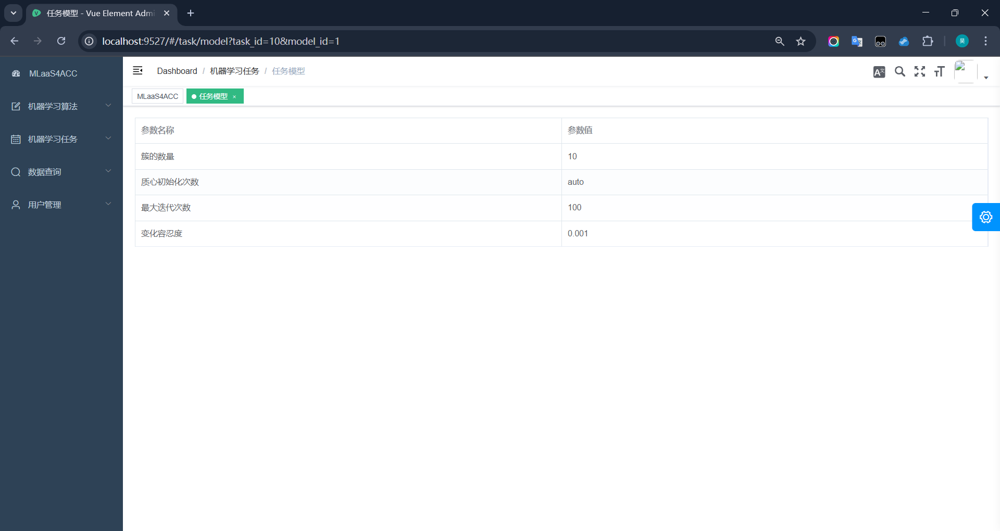 任务模型 - Vue Element Admi
localhost:9527/#/task/model?task_id=10&model_id=1
昊
MLaaS4ACC
机器学习算法
机器学习任务
数据查询
用户管理
Dashboard / 机器学习任务 / 任务模型
MLaaS4ACC
任务模型 ×
参数名称 参数值
簇的数量 10
质心初始化次数 auto
最大迭代次数 100
变化容忍度 0.001